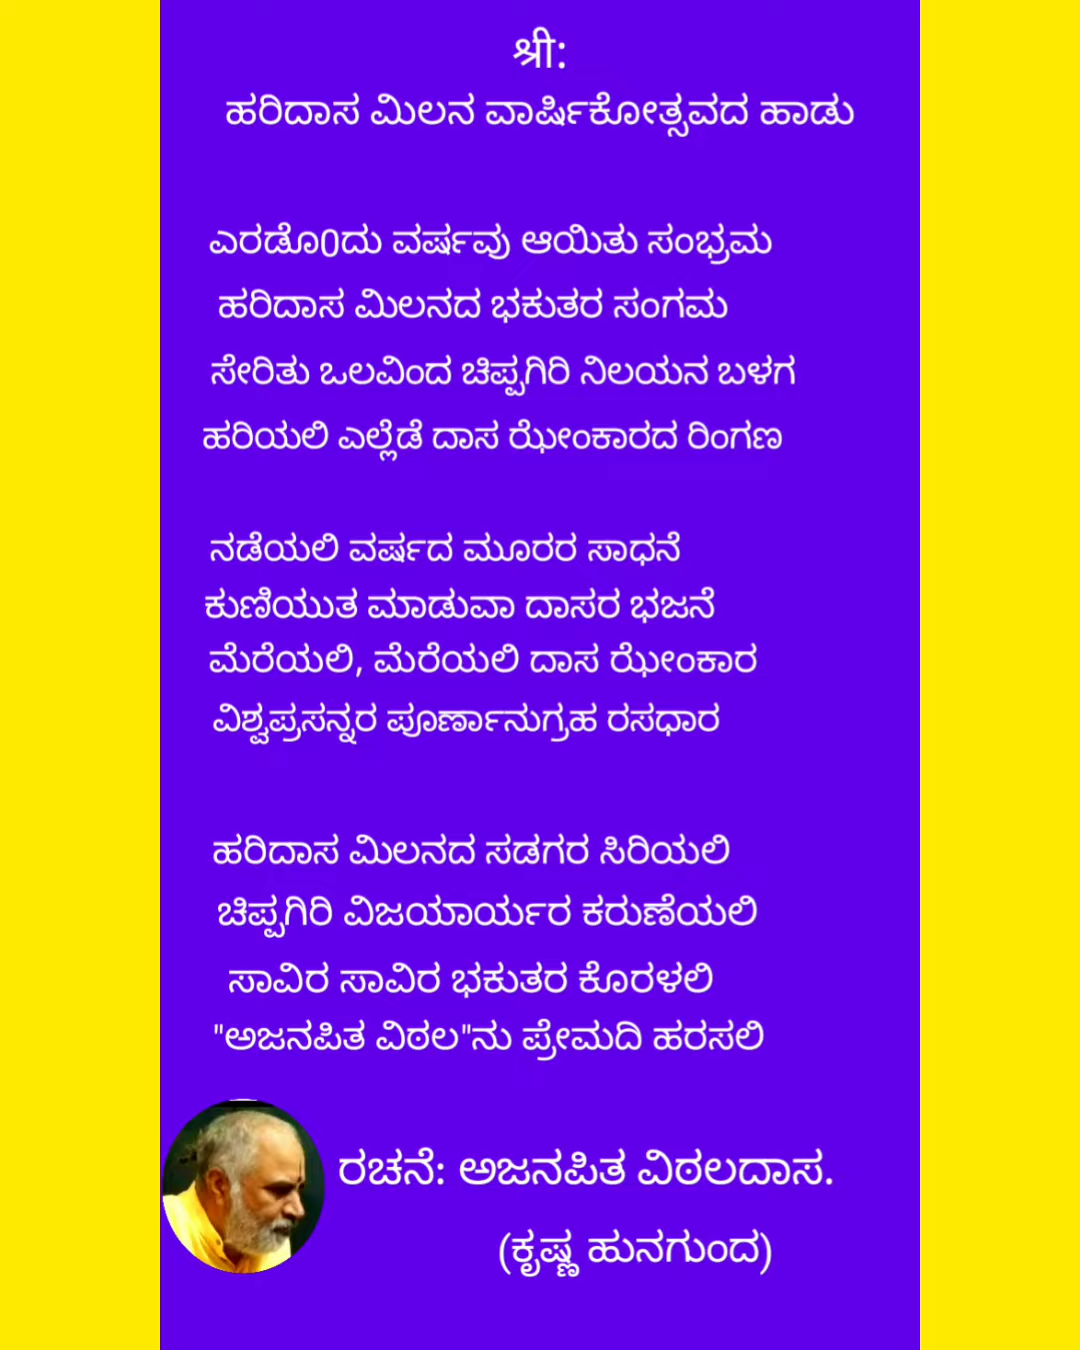 श्री:
ಹರಿದಾಸ ಮಿಲನ ವಾರ್ಷಿಕೋತ್ಸವದ ಹಾಡು
ಎರಡೊ0ದು ವರ್ಷವು ಆಯಿತು ಸಂಭ್ರಮ
ಹರಿದಾಸ ಮಿಲನದ ಭಕುತರ ಸಂಗಮ
ಸೇರಿತು ಒಲವಿಂದ ಚಿಪ್ಪಗಿರಿ ನಿಲಯನ ಬಳಗ
ಹರಿಯಲಿ ಎಲ್ಲೆಡೆ ದಾಸ ಝೇಂಕಾರದ ರಿಂಗಣ
ನಡೆಯಲಿ ವರ್ಷದ ಮೂರರ ಸಾಧನೆ
ಕುಣಿಯುತ ಮಾಡುವಾ ದಾಸರ ಭಜನೆ
ಮೆರೆಯಲಿ, ಮೆರೆಯಲಿ ದಾಸ ಝೇಂಕಾರ
ವಿಶ್ವಪ್ರಸನ್ನರ ಪೂರ್ಣಾನುಗ್ರಹ ರಸಧಾರ
ಹರಿದಾಸ ಮಿಲನದ ಸಡಗರ ಸಿರಿಯಲಿ
ಚಿಪ್ಪಗಿರಿ ವಿಜಯಾರ್ಯರ ಕರುಣೆಯಲಿ
ಸಾವಿರ ಸಾವಿರ ಭಕುತರ ಕೊರಳಲಿ
"ಅಜನಪಿತ ವಿಠಲ"ನು ಪ್ರೇಮದಿ ಹರಸಲಿ
ರಚನೆ: ಅಜನಪಿತ ವಿಠಲದಾಸ.
(ಕೃಷ್ಣ ಹುನಗುಂದ)